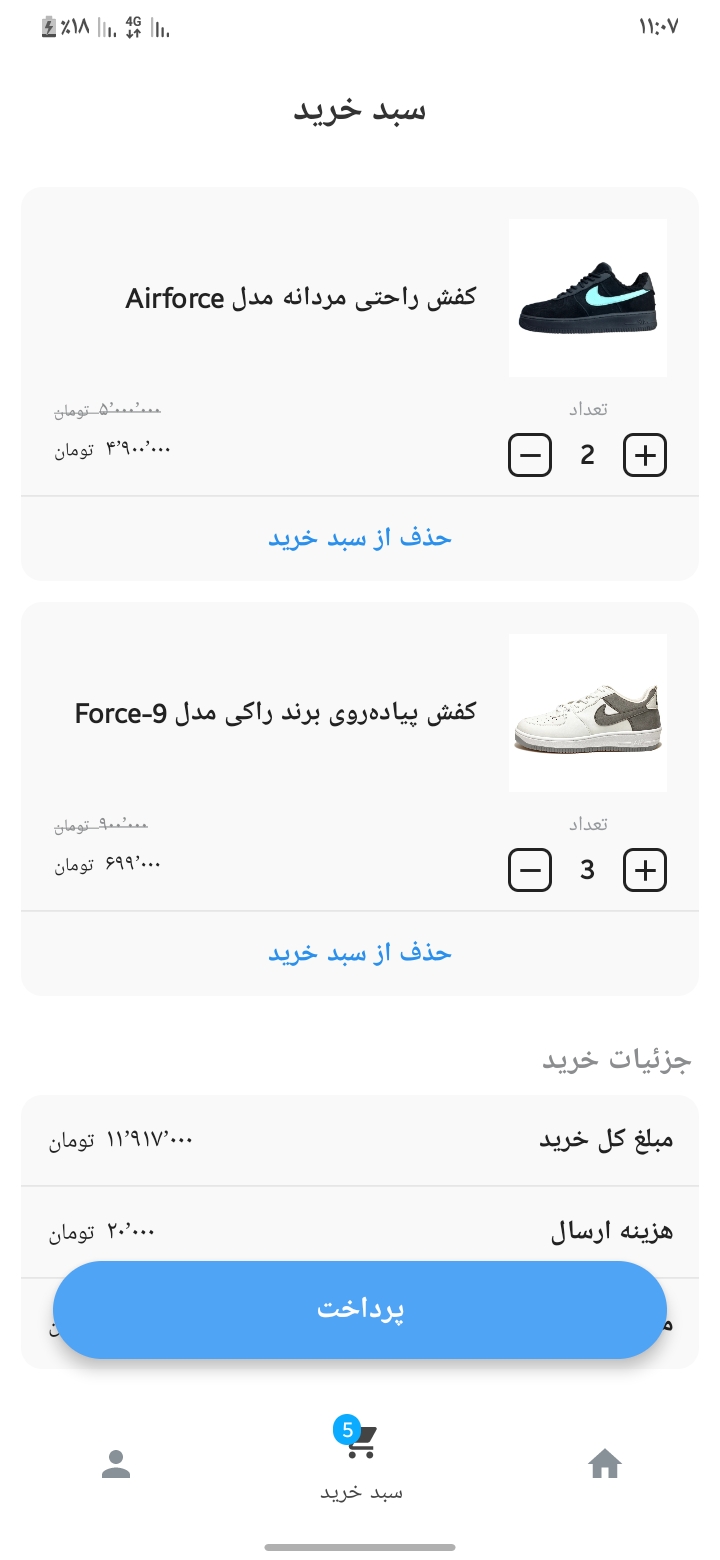 ۱۱:۰۷
٪۱۸
4G
سبد خرید
کفش راحتی مردانه مدل Airforce
تعداد
2
۵٬۰۰۰٬۰۰۰ تومان
۴٬۹۰۰٬۰۰۰ تومان
حذف از سبد خرید
کفش پیاده‌روی برند راکی مدل Force-9
تعداد
3
۹۰۰٬۰۰۰ تومان
۶۹۹٬۰۰۰ تومان
حذف از سبد خرید
جزئیات خرید
مبلغ کل خرید ۱۱٬۹۱۷٬۰۰۰ تومان
هزینه ارسال ۲۰٬۰۰۰ تومان
پرداخت
5
سبد خرید